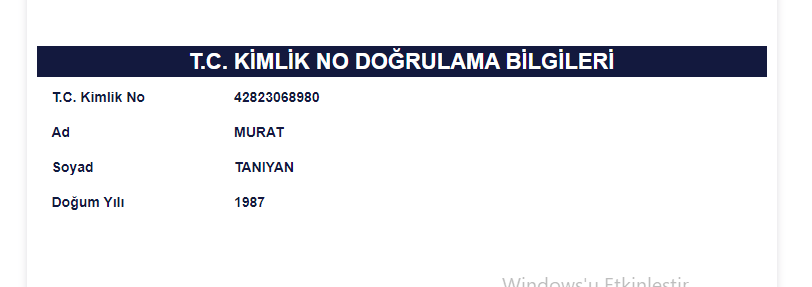 T.C. KİMLİK NO DOĞRULAMA BİLGİLERİ
T.C. Kimlik No 42823068980
Ad MURAT
Soyad TANIYAN
Doğum Yılı 1987
Windows'u Etkinleştir